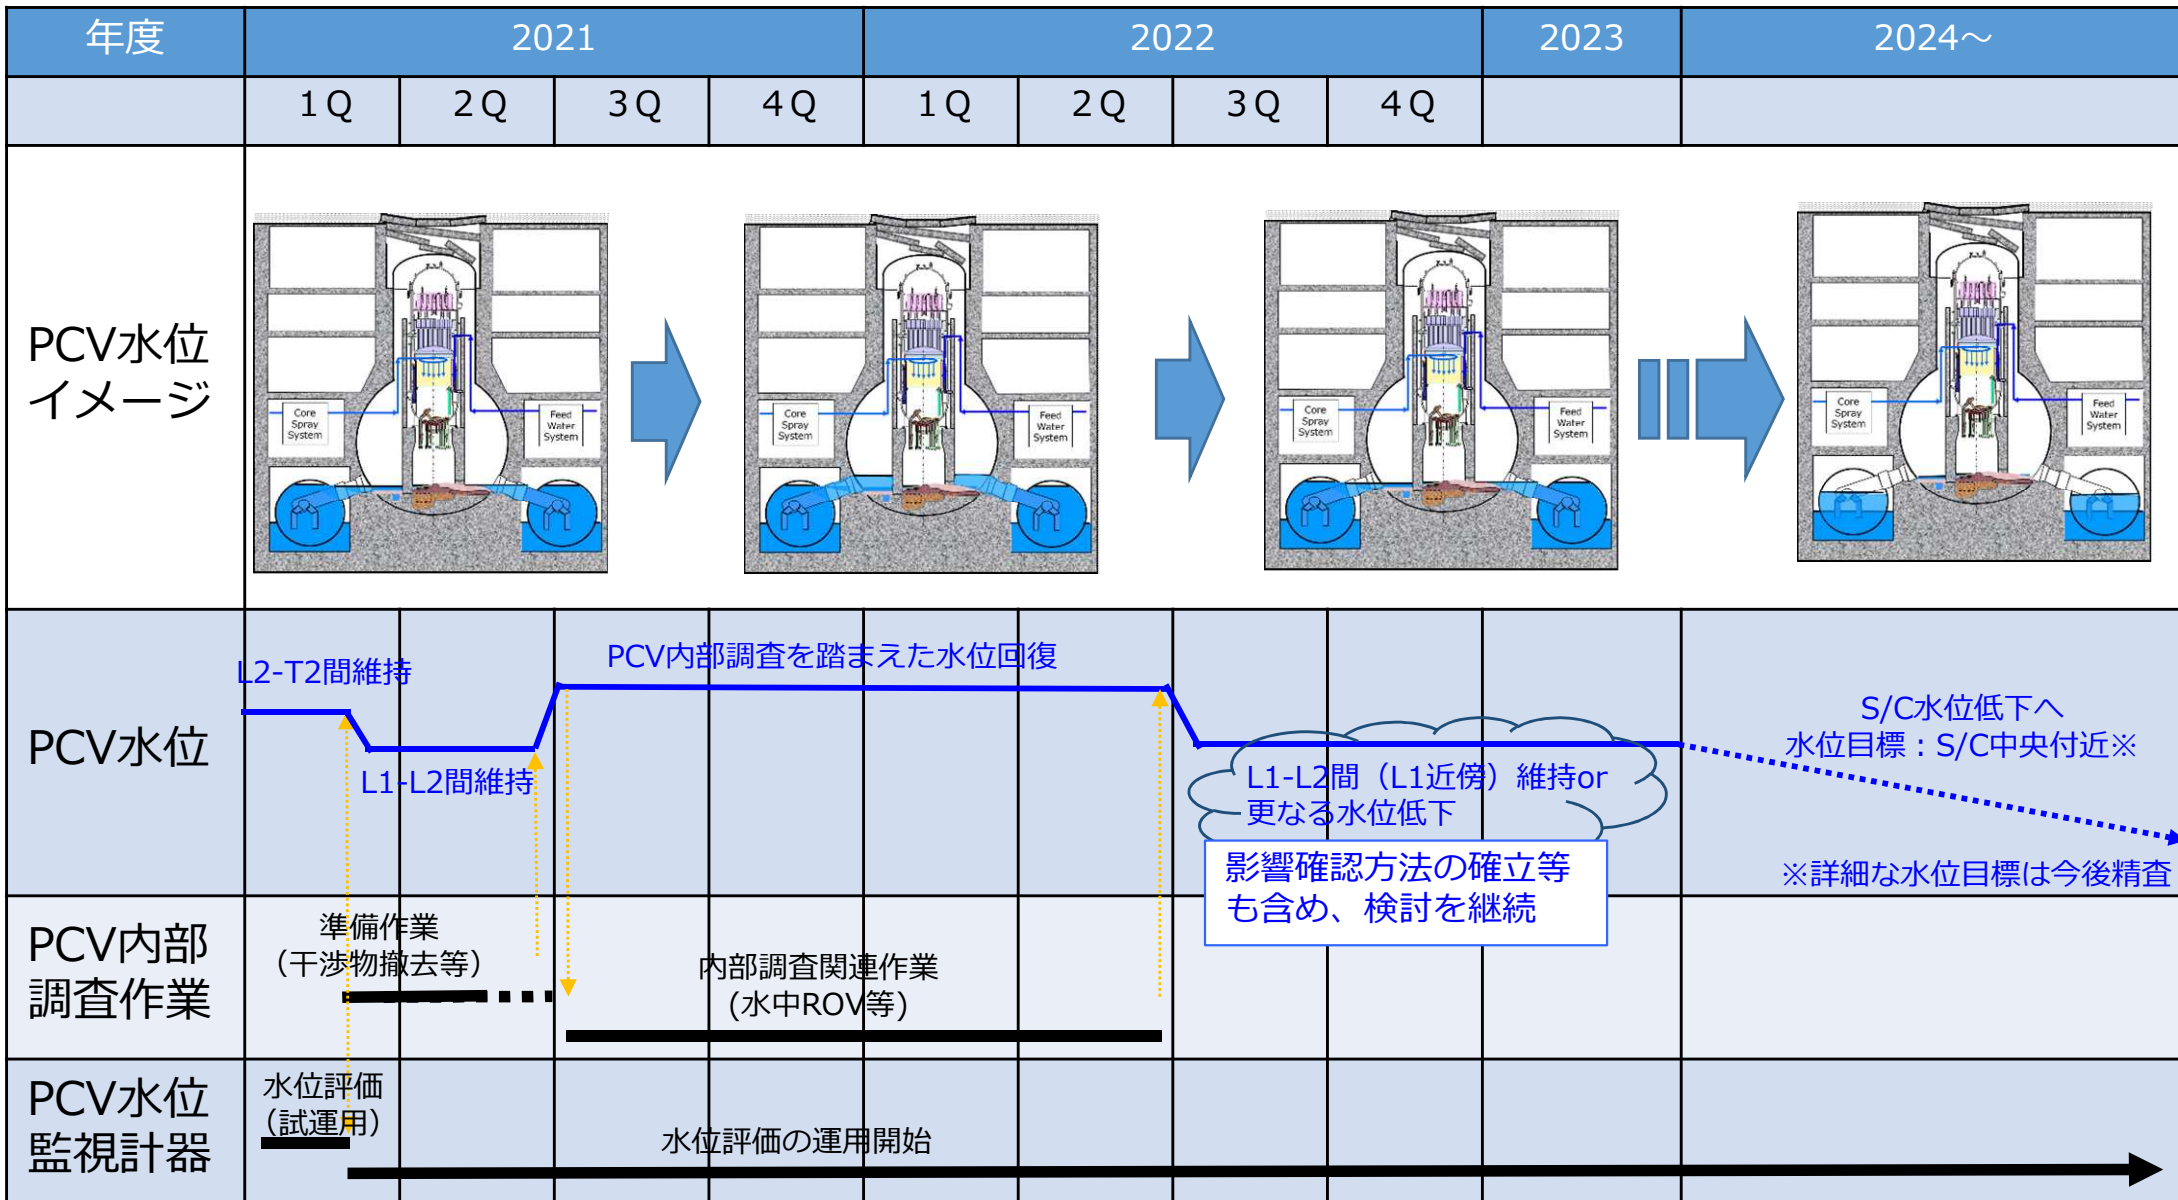 年度
2021
2022
2023
2024～
１Q
２Q
３Q
４Q
１Q
２Q
３Q
４Q
PCV水位
イメージ
Core
Spray
System
Feed
Water
System
Core
Spray
System
Feed
Water
System
Core
Spray
System
Feed
Water
System
Core
Spray
System
Feed
Water
System
PCV水位
L2-T2間維持
L1-L2間維持
PCV内部調査を踏まえた水位回復
L1-L2間（L1近傍）維持or
更なる水位低下
影響確認方法の確立等
も含め、検討を継続
S/C水位低下へ
水位目標：S/C中央付近※
※詳細な水位目標は今後精査
PCV内部
調査作業
準備作業
（干渉物撤去等）
内部調査関連作業
(水中ROV等)
PCV水位
監視計器
水位評価
（試運用）
水位評価の運用開始